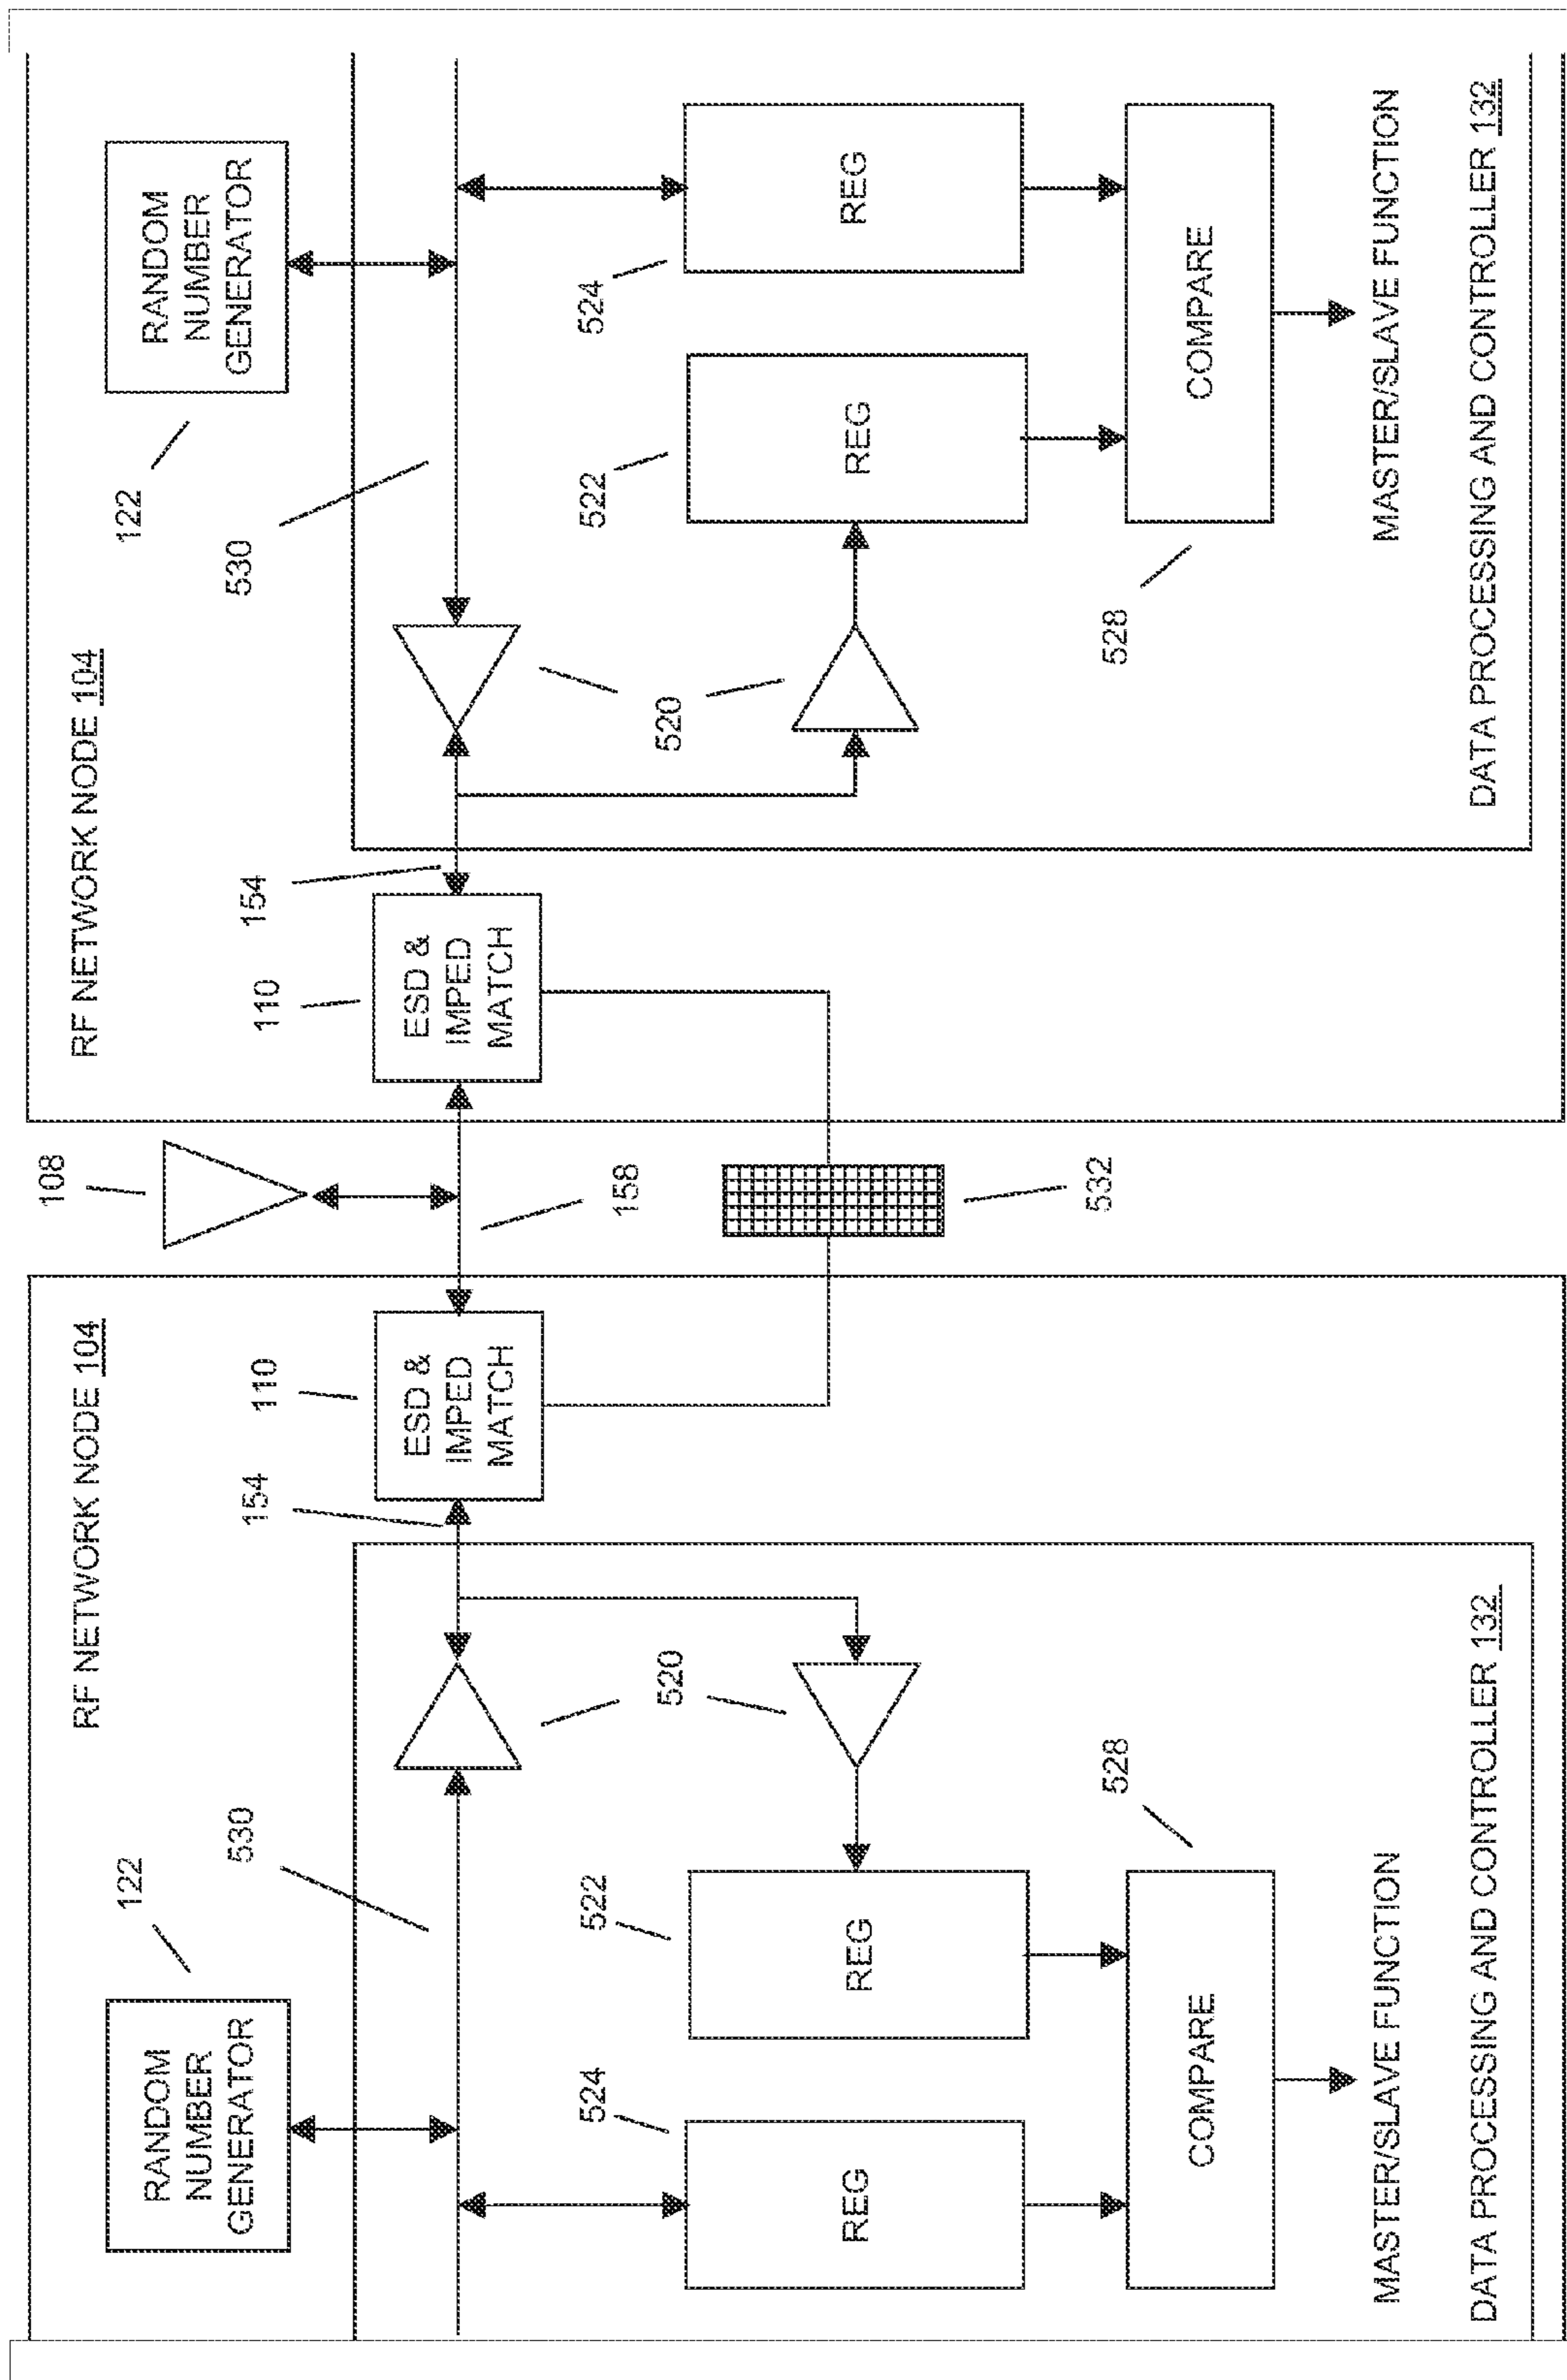 RF NETWORK NODE 104
122
RANDOM
NUMBER
GENERATOR
530
154
110
ESD &
IMPED
MATCH
520
524
REG
522
REG
528
COMPARE
MASTER/SLAVE FUNCTION
DATA PROCESSING AND CONTROLLER 132
108
158
532
RF NETWORK NODE 104
110
ESD &
IMPED
MATCH
154
530
122
RANDOM
NUMBER
GENERATOR
520
522
REG
524
REG
528
COMPARE
MASTER/SLAVE FUNCTION
DATA PROCESSING AND CONTROLLER 132